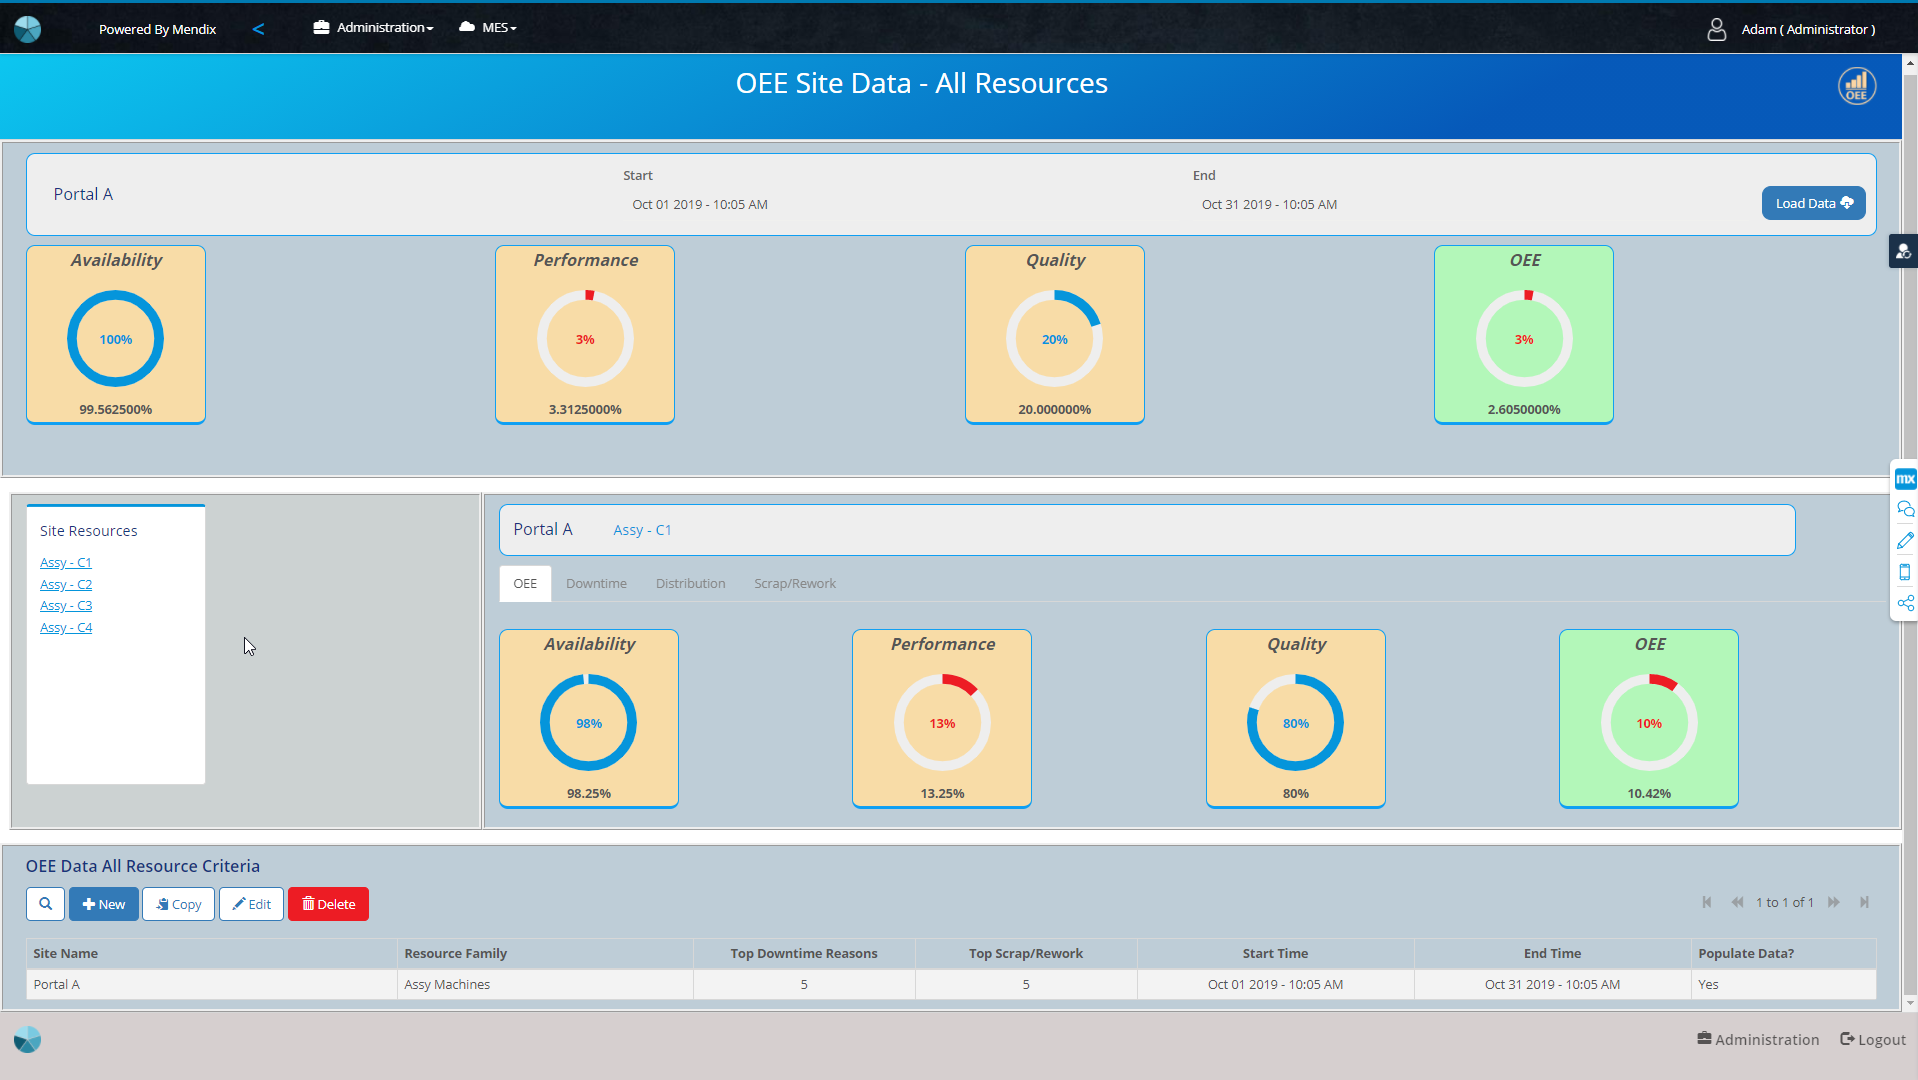 Powered By Mendix < Administration MES Adam ( Administrator )
OEE Site Data - All Resources
OEE
Portal A
Start
Oct 01 2019 - 10:05 AM
End
Oct 31 2019 - 10:05 AM
Load Data
Availability
100%
99.562500%
Performance
3%
3.3125000%
Quality
20%
20.000000%
OEE
3%
2.6050000%
mx
Site Resources
Assy - C1
Assy - C2
Assy - C3
Assy - C4
Portal A Assy - C1
OEE Downtime Distribution Scrap/Rework
Availability
98%
98.25%
Performance
13%
13.25%
Quality
80%
80%
OEE
10%
10.42%
OEE Data All Resource Criteria
New Copy Edit Delete
1 to 1 of 1
Site Name Resource Family Top Downtime Reasons Top Scrap/Rework Start Time End Time Populate Data?
Portal A Assy Machines 5 5 Oct 01 2019 - 10:05 AM Oct 31 2019 - 10:05 AM Yes
Administration Logout